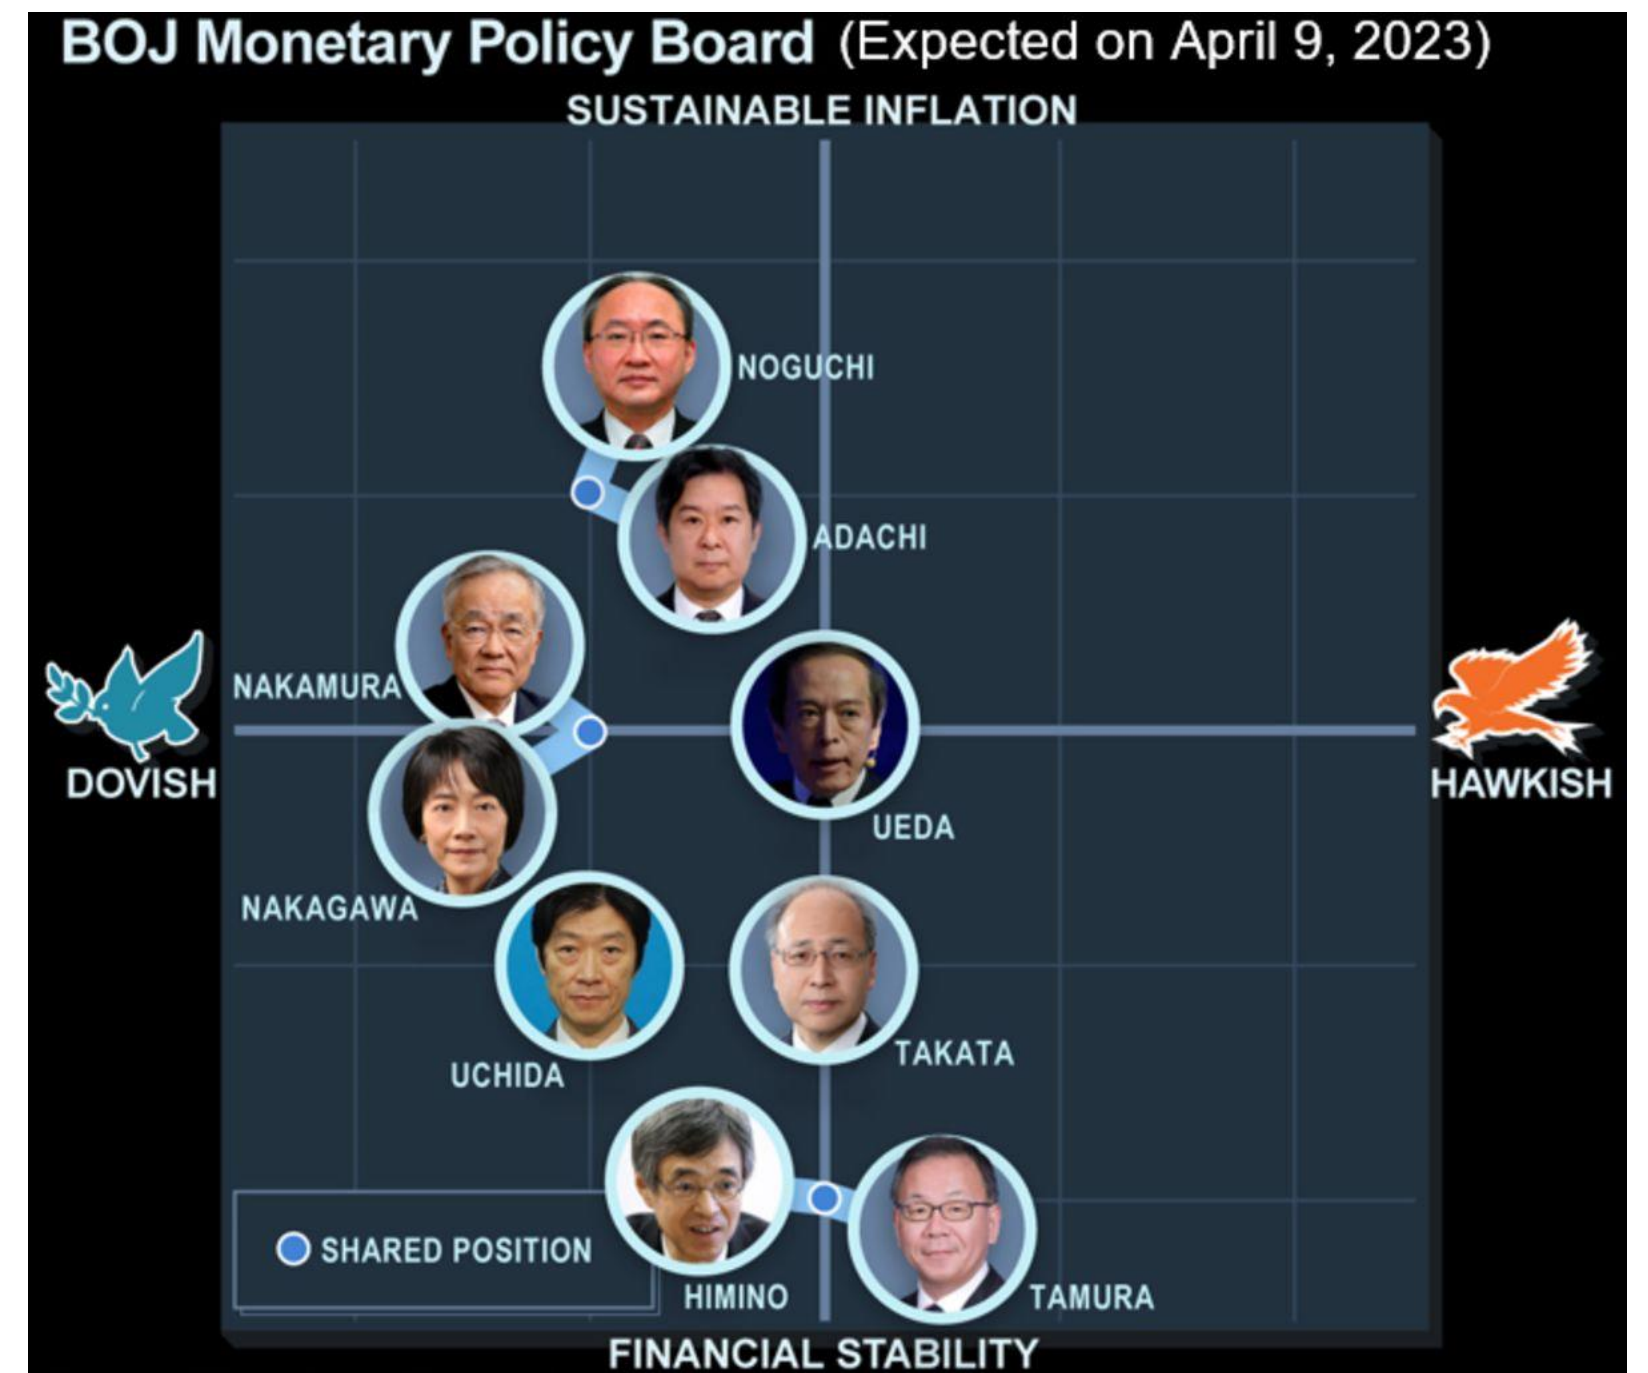 BOJ Monetary Policy Board (Expected on April 9, 2023)
SUSTAINABLE INFLATION
NOGUCHI
ADACHI
NAKAMURA
DOVISH
HAWKISH
UEDA
NAKAGAWA
TAKATA
UCHIDA
SHARED POSITION
HIMINO
TAMURA
FINANCIAL STABILITY